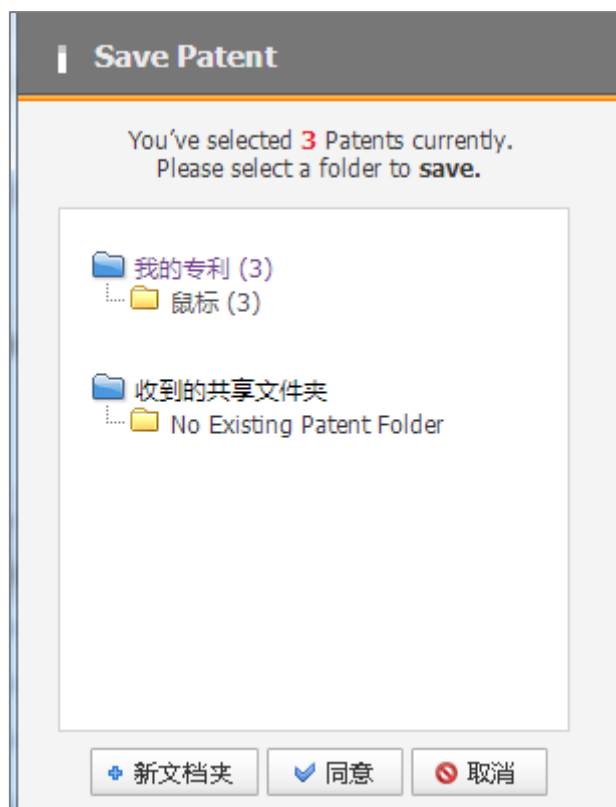 Save Patent
You've selected 3 Patents currently.
Please select a folder to save.
我的专利 (3)
鼠标 (3)
收到的共享文件夹
No Existing Patent Folder
新文档夹
同意
取消